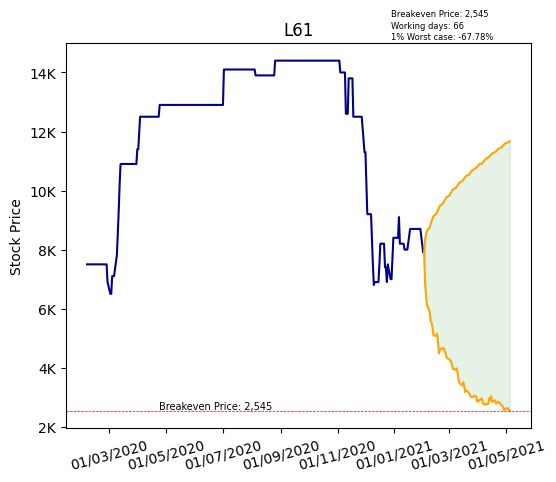 Breakeven Price: 2,545
Working days: 66
1% Worst case: -67.78%
L61
Stock Price
14K
12K
10K
8K
6K
4K
2K
Breakeven Price: 2,545
01/03/2020
01/05/2020
01/07/2020
01/09/2020
01/11/2020
01/01/2021
01/03/2021
01/05/2021